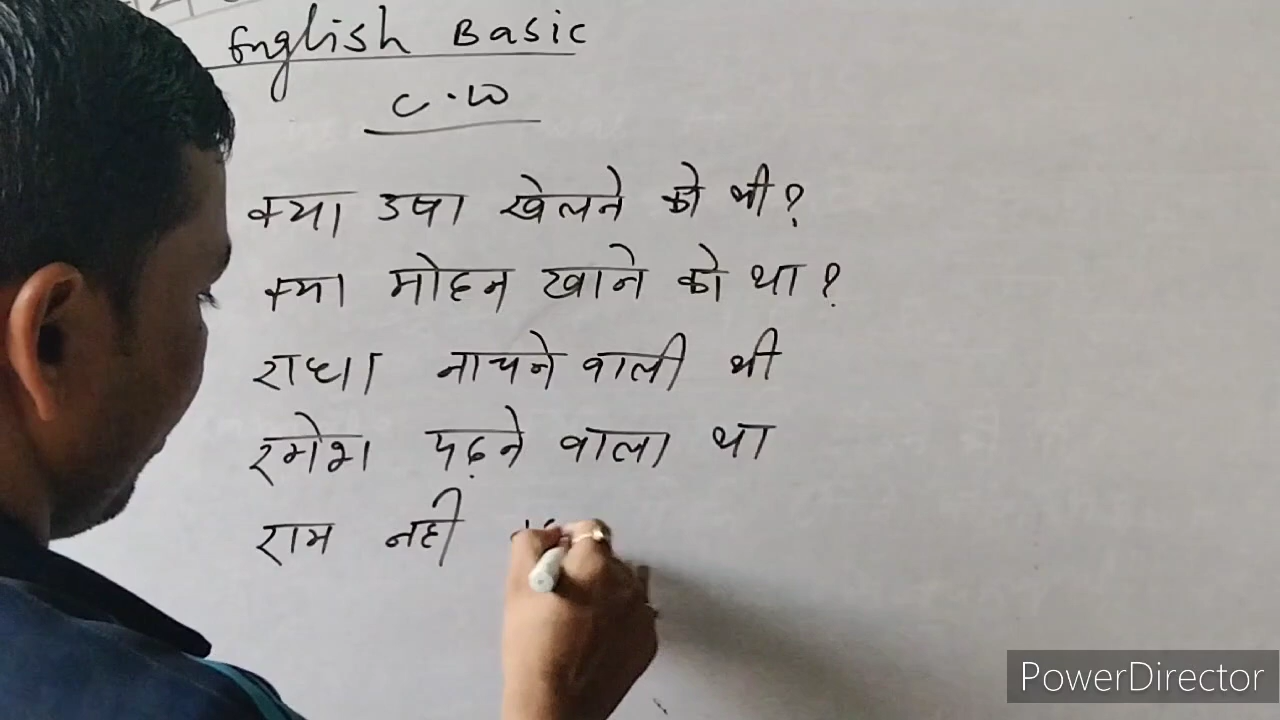 English Basic
C.W
क्या उषा खेलने को थी?
क्या मोहन खाने को था?
राधा नाचने वाली थी
रमेश पढ़ने वाला था
राम नही
PowerDirector